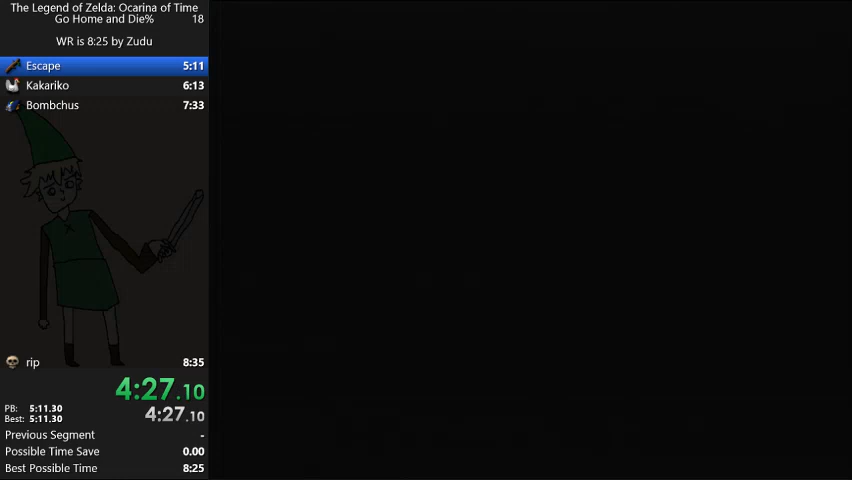 The Legend of Zelda: Ocarina of Time
Go Home and Die% 18
WR is 8:25 by Zudu
Escape 5:11
Kakariko 6:13
Bombchus 7:33
rip 8:35
4:27.10
PB: 5:11.30
Best: 5:11.30
4:27.10
Previous Segment -
Possible Time Save 0.00
Best Possible Time 8:25